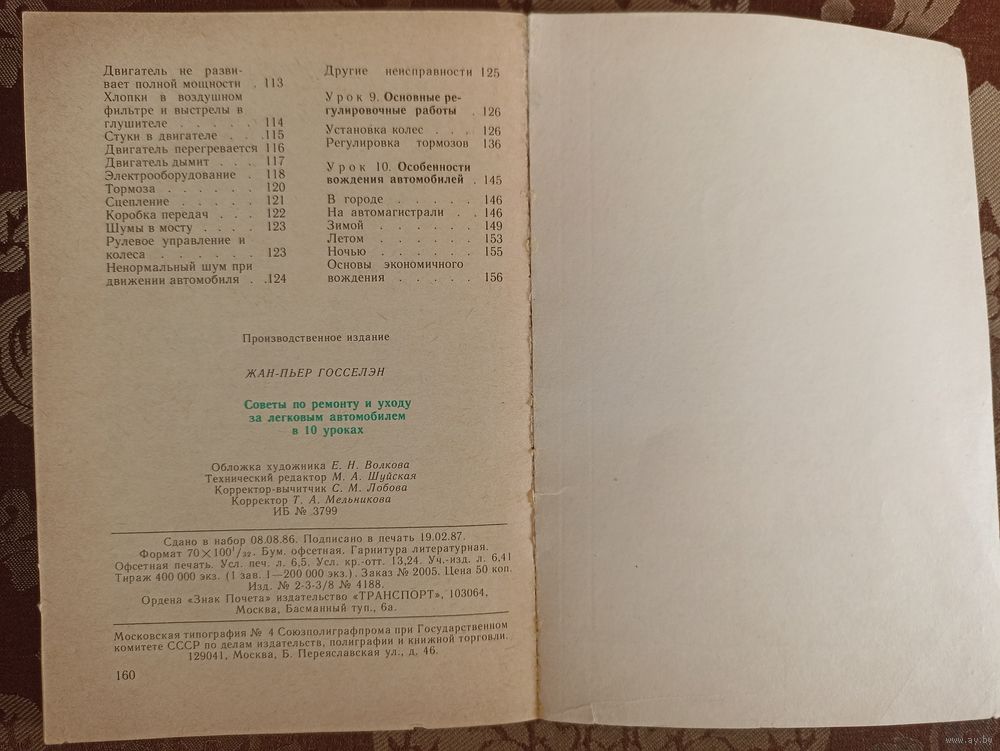 Двигатель не разви-
вает полной мощности . 113
Хлопки в воздушном
фильтре и выстрелы в
глушителе . . . . . 114
Стуки в двигателе . . . 115
Двигатель перегревается 116
Двигатель дымит . . . 117
Электрооборудование . 118
Тормоза . . . . . . 120
Сцепление . . . . . 121
Коробка передач . . . 122
Шумы в мосту . . . . 123
Рулевое управление и
колеса . . . . . . 123
Ненормальный шум при
движении автомобиля . . 124
Другие неисправности 125
Урок 9. Основные ре-
гулировочные работы . 126
Установка колес . . . 126
Регулировка тормозов 136
Урок 10. Особенности
вождения автомобилей . 145
В городе . . . . . 146
На автомагистрали . . 146
Зимой . . . . . . 149
Летом . . . . . . 153
Ночью . . . . . . 155
Основы экономичного
вождения . . . . . 156
Производственное издание
ЖАН-ПЬЕР ГОССЕЛЭН
Советы по ремонту и уходу
за легковым автомобилем
в 10 уроках
Обложка художника Е. Н. Волкова
Технический редактор М. А. Шуйская
Корректор-вычитчик С. М. Лобова
Корректор Т. А. Мельникова
ИБ № 3799
Сдано в набор 08.08.86. Подписано в печать 19.02.87.
Формат 70×100¹/₃₂. Бум. офсетная. Гарнитура литературная.
Офсетная печать. Усл. печ. л. 6,5. Усл. кр.-отт. 13,24. Уч.-изд. л. 6,41
Тираж 400 000 экз. (1 зав. 1—200 000 экз.). Заказ № 2005. Цена 50 коп.
Изд. № 2-3-3/8 № 4188.
Ордена «Знак Почета» издательство «ТРАНСПОРТ», 103064,
Москва, Басманный туп., 6а.
Московская типография № 4 Союзполиграфпрома при Государственном
комитете СССР по делам издательств, полиграфии и книжной торговли.
129041, Москва, Б. Переяславская ул., д. 46.
160
www.ay.by